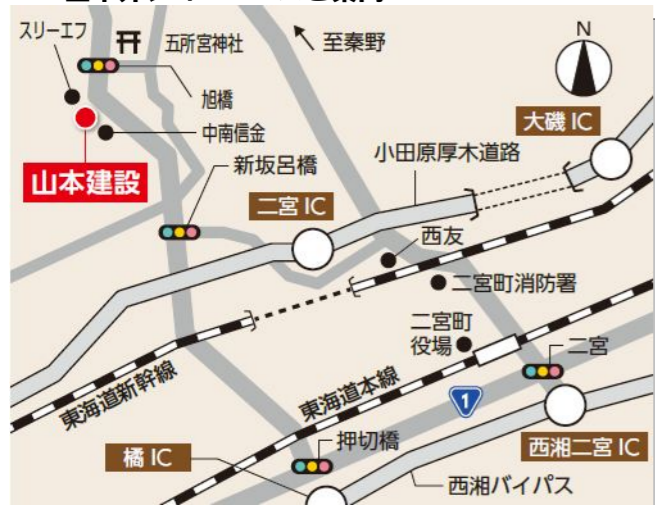 スリーエフ
五所宮神社
至秦野
N
旭橋
中南信金
大磯 IC
山本建設
新坂呂橋
小田原厚木道路
二宮 IC
西友
二宮町消防署
二宮町
役場
二宮
東海道新幹線
東海道本線
1
橘 IC
押切橋
西湘二宮 IC
西湘バイパス